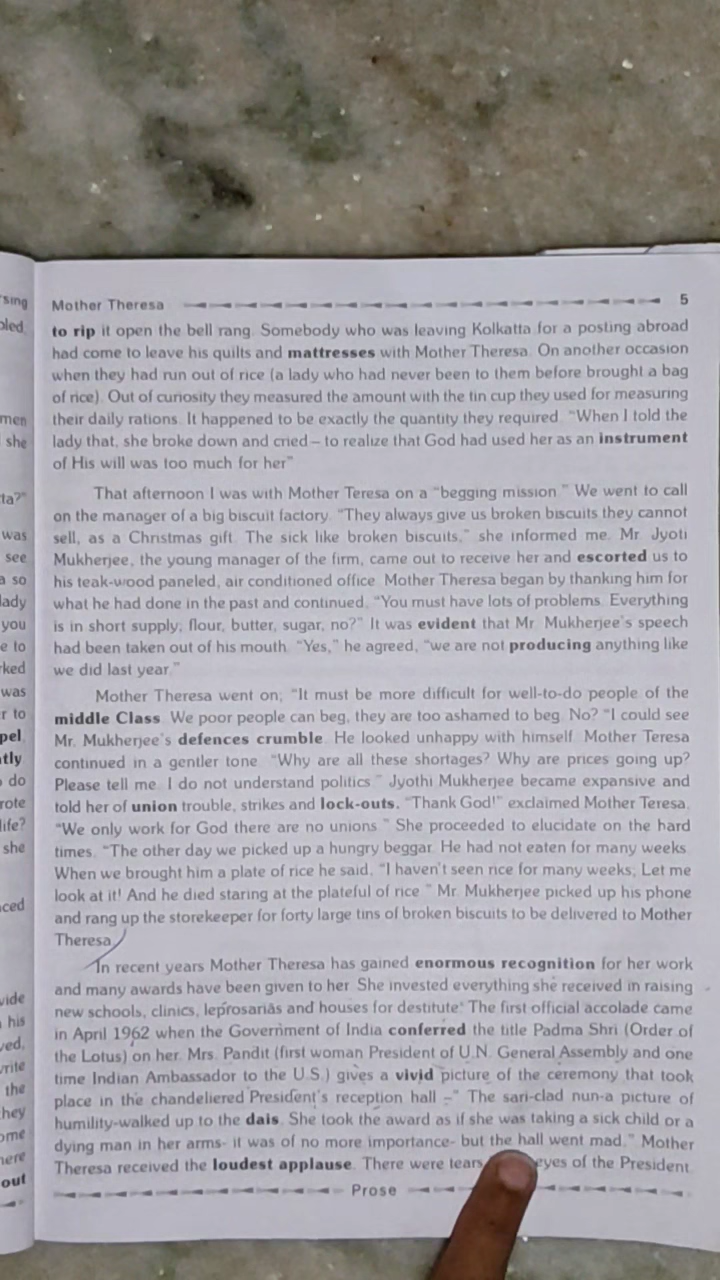 Mother Theresa 5
to rip it open the bell rang. Somebody who was leaving Kolkatta for a posting abroad
had come to leave his quilts and mattresses with Mother Theresa. On another occasion
when they had run out of rice (a lady who had never been to them before brought a bag
of rice). Out of curiosity they measured the amount with the tin cup they used for measuring
their daily rations. It happened to be exactly the quantity they required. "When I told the
lady that, she broke down and cried – to realize that God had used her as an instrument
of His will was too much for her"
That afternoon I was with Mother Teresa on a "begging mission." We went to call
on the manager of a big biscuit factory. "They always give us broken biscuits they cannot
sell, as a Christmas gift. The sick like broken biscuits," she informed me. Mr. Jyoti
Mukherjee, the young manager of the firm, came out to receive her and escorted us to
his teak-wood paneled, air conditioned office. Mother Theresa began by thanking him for
what he had done in the past and continued, "You must have lots of problems. Everything
is in short supply; flour, butter, sugar, no?" It was evident that Mr. Mukherjee's speech
had been taken out of his mouth. "Yes," he agreed, "we are not producing anything like
we did last year."
Mother Theresa went on; "It must be more difficult for well-to-do people of the
middle Class. We poor people can beg, they are too ashamed to beg. No? "I could see
Mr. Mukherjee's defences crumble. He looked unhappy with himself. Mother Teresa
continued in a gentler tone. "Why are all these shortages? Why are prices going up?
Please tell me. I do not understand politics." Jyothi Mukherjee became expansive and
told her of union trouble, strikes and lock-outs. "Thank God!" exclaimed Mother Teresa.
"We only work for God there are no unions." She proceeded to elucidate on the hard
times. "The other day we picked up a hungry beggar. He had not eaten for many weeks.
When we brought him a plate of rice he said, "I haven't seen rice for many weeks; Let me
look at it! And he died staring at the plateful of rice." Mr. Mukherjee picked up his phone
and rang up the storekeeper for forty large tins of broken biscuits to be delivered to Mother
Theresa.
In recent years Mother Theresa has gained enormous recognition for her work
and many awards have been given to her. She invested everything she received in raising
new schools, clinics, leprosarias and houses for destitute. The first official accolade came
in April 1962 when the Government of India conferred the title Padma Shri (Order of
the Lotus) on her. Mrs. Pandit (first woman President of U.N. General Assembly and one
time Indian Ambassador to the U.S.) gives a vivid picture of the ceremony that took
place in the chandeliered President's reception hall –" The sari-clad nun-a picture of
humility-walked up to the dais. She took the award as if she was taking a sick child or a
dying man in her arms- it was of no more importance- but the hall went mad." Mother
Theresa received the loudest applause. There were tears eyes of the President
Prose